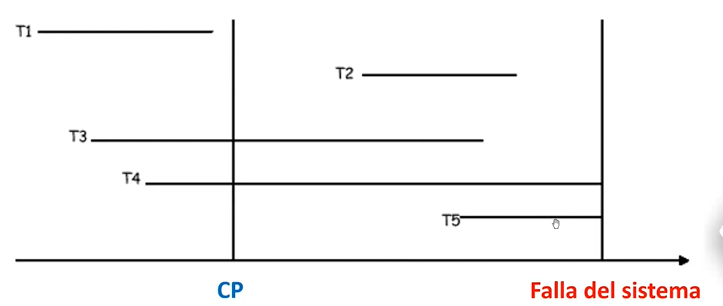 T1
T2
T3
T4
T5
CP
Falla del sistema